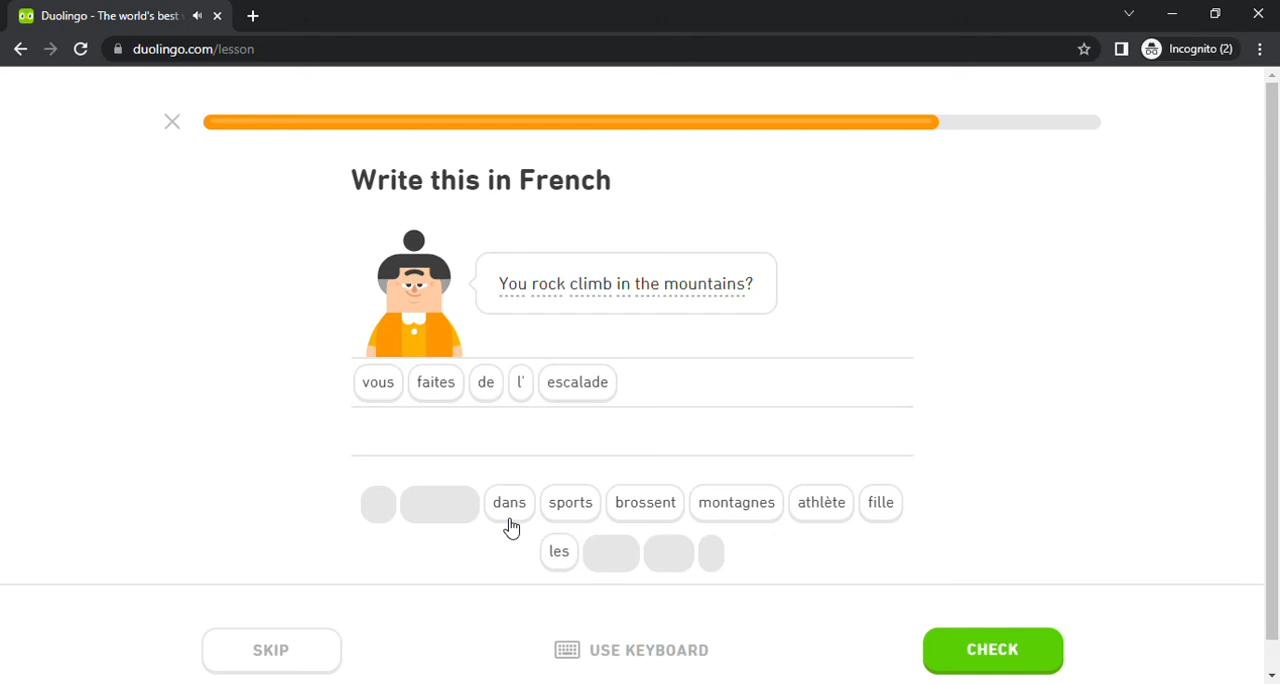 Duolingo - The world's best
duolingo.com/lesson
Incognito (2)
Write this in French
You rock climb in the mountains?
vous faites de l' escalade
dans sports brossent montagnes athlète fille
les
SKIP
USE KEYBOARD
CHECK